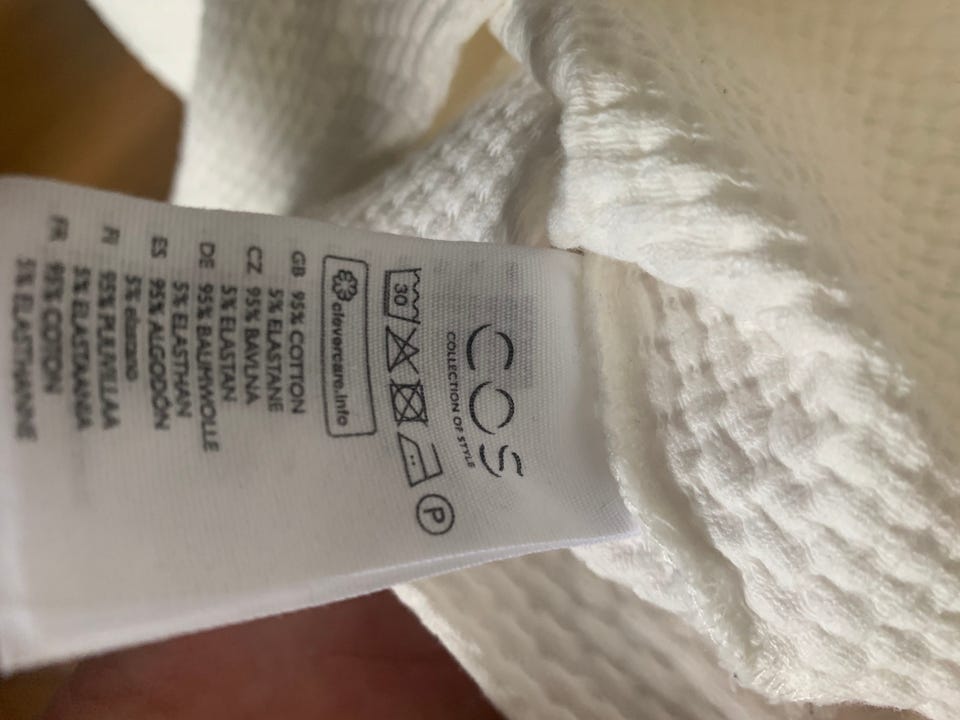 COS
COLLECTION OF STYLE
30 P
clevercare.info
GB 95% COTTON
5% ELASTANE
CZ 95% BAVLNA
5% ELASTAN
DE 95% BAUMWOLLE
5% ELASTHAN
ES 95% ALGODÓN
5% elastano
FI 95% PUUVILLAA
5% ELASTAANIA
FR 95% COTON
5% ELASTHANNE